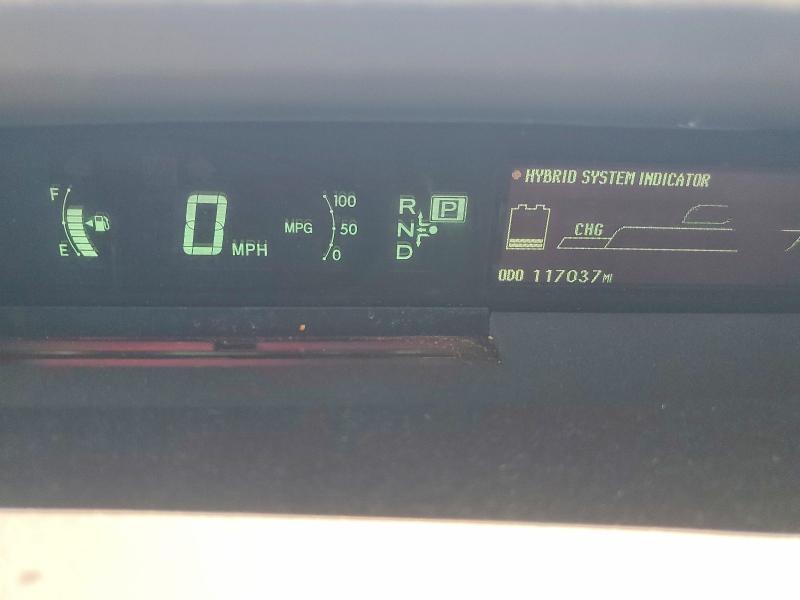 F
E
0
MPH
MPG
100
50
0
R
N
D
P
HYBRID SYSTEM INDICATOR
CHG
ODO 117037 MI